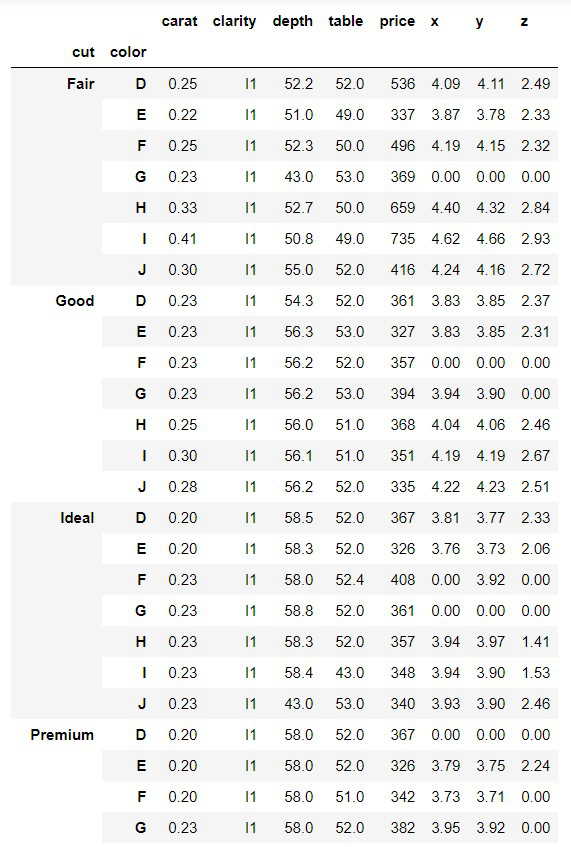 carat clarity depth table price x y z
cut color
Fair D 0.25 I1 52.2 52.0 536 4.09 4.11 2.49
E 0.22 I1 51.0 49.0 337 3.87 3.78 2.33
F 0.25 I1 52.3 50.0 496 4.19 4.15 2.32
G 0.23 I1 43.0 53.0 369 0.00 0.00 0.00
H 0.33 I1 52.7 50.0 659 4.40 4.32 2.84
I 0.41 I1 50.8 49.0 735 4.62 4.66 2.93
J 0.30 I1 55.0 52.0 416 4.24 4.16 2.72
Good D 0.23 I1 54.3 52.0 361 3.83 3.85 2.37
E 0.23 I1 56.3 53.0 327 3.83 3.85 2.31
F 0.23 I1 56.2 52.0 357 0.00 0.00 0.00
G 0.23 I1 56.2 53.0 394 3.94 3.90 0.00
H 0.25 I1 56.0 51.0 368 4.04 4.06 2.46
I 0.30 I1 56.1 51.0 351 4.19 4.19 2.67
J 0.28 I1 56.2 52.0 335 4.22 4.23 2.51
Ideal D 0.20 I1 58.5 52.0 367 3.81 3.77 2.33
E 0.20 I1 58.3 52.0 326 3.76 3.73 2.06
F 0.23 I1 58.0 52.4 408 0.00 3.92 0.00
G 0.23 I1 58.8 52.0 361 0.00 0.00 0.00
H 0.23 I1 58.3 52.0 357 3.94 3.97 1.41
I 0.23 I1 58.4 43.0 348 3.94 3.90 1.53
J 0.23 I1 43.0 53.0 340 3.93 3.90 2.46
Premium D 0.20 I1 58.0 52.0 367 0.00 0.00 0.00
E 0.20 I1 58.0 52.0 326 3.79 3.75 2.24
F 0.20 I1 58.0 51.0 342 3.73 3.71 0.00
G 0.23 I1 58.0 52.0 382 3.95 3.92 0.00